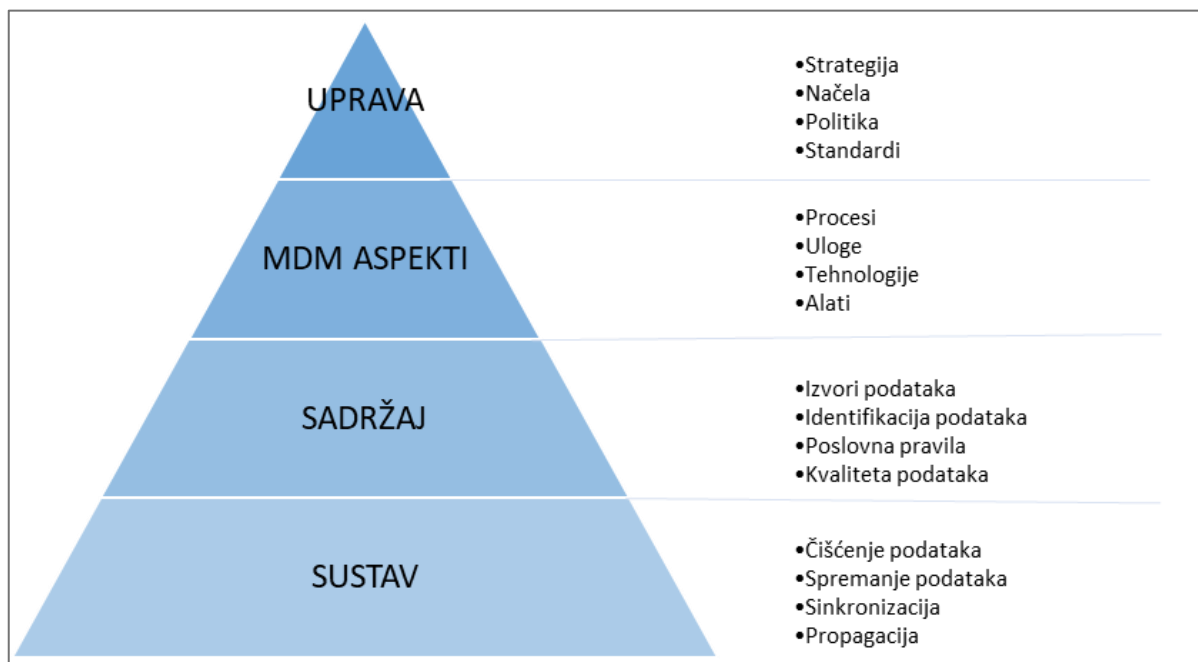 UPRAVA
•Strategija
•Načela
•Politika
•Standardi
MDM ASPEKTI
•Procesi
•Uloge
•Tehnologije
•Alati
SADRŽAJ
•Izvori podataka
•Identifikacija podataka
•Poslovna pravila
•Kvaliteta podataka
SUSTAV
•Čišćenje podataka
•Spremanje podataka
•Sinkronizacija
•Propagacija